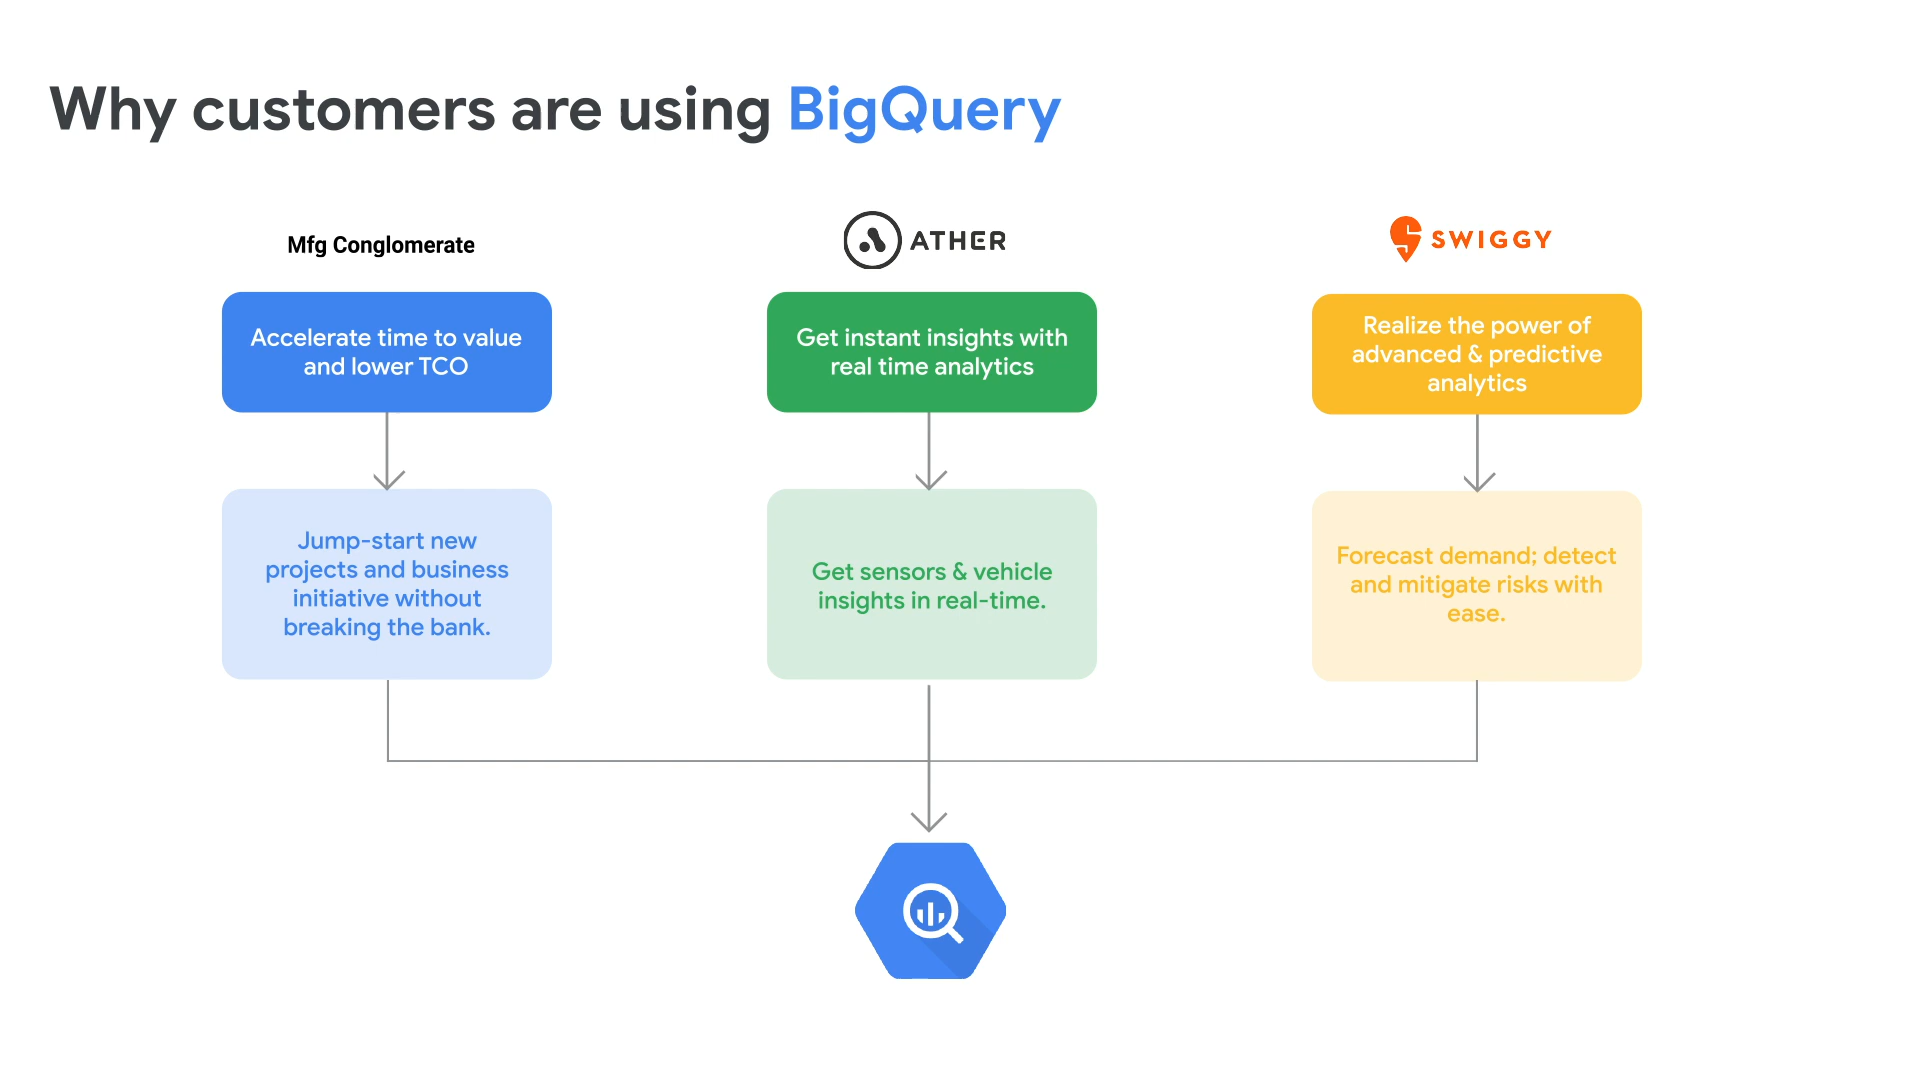 Why customers are using BigQuery
Mfg Conglomerate
Accelerate time to value
and lower TCO
Jump-start new
projects and business
initiative without
breaking the bank.
ATHER
Get instant insights with
real time analytics
Get sensors & vehicle
insights in real-time.
SWIGGY
Realize the power of
advanced & predictive
analytics
Forecast demand; detect
and mitigate risks with
ease.